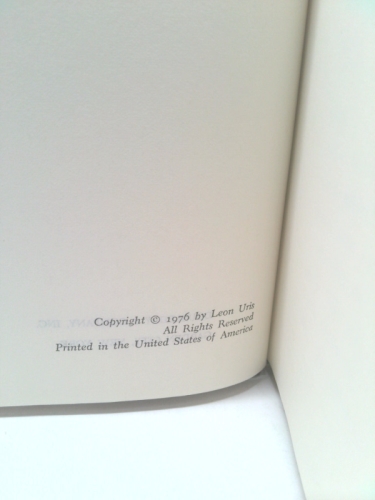 Copyright © 1976 by Leon Uris
All Rights Reserved
Printed in the United States of America